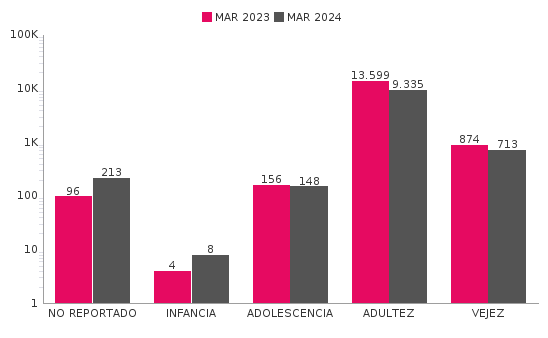 MAR 2023 MAR 2024
100K
10K
1K
100
10
1
96 213 4 8 156 148 13.599 9.335 874 713
NO REPORTADO INFANCIA ADOLESCENCIA ADULTEZ VEJEZ